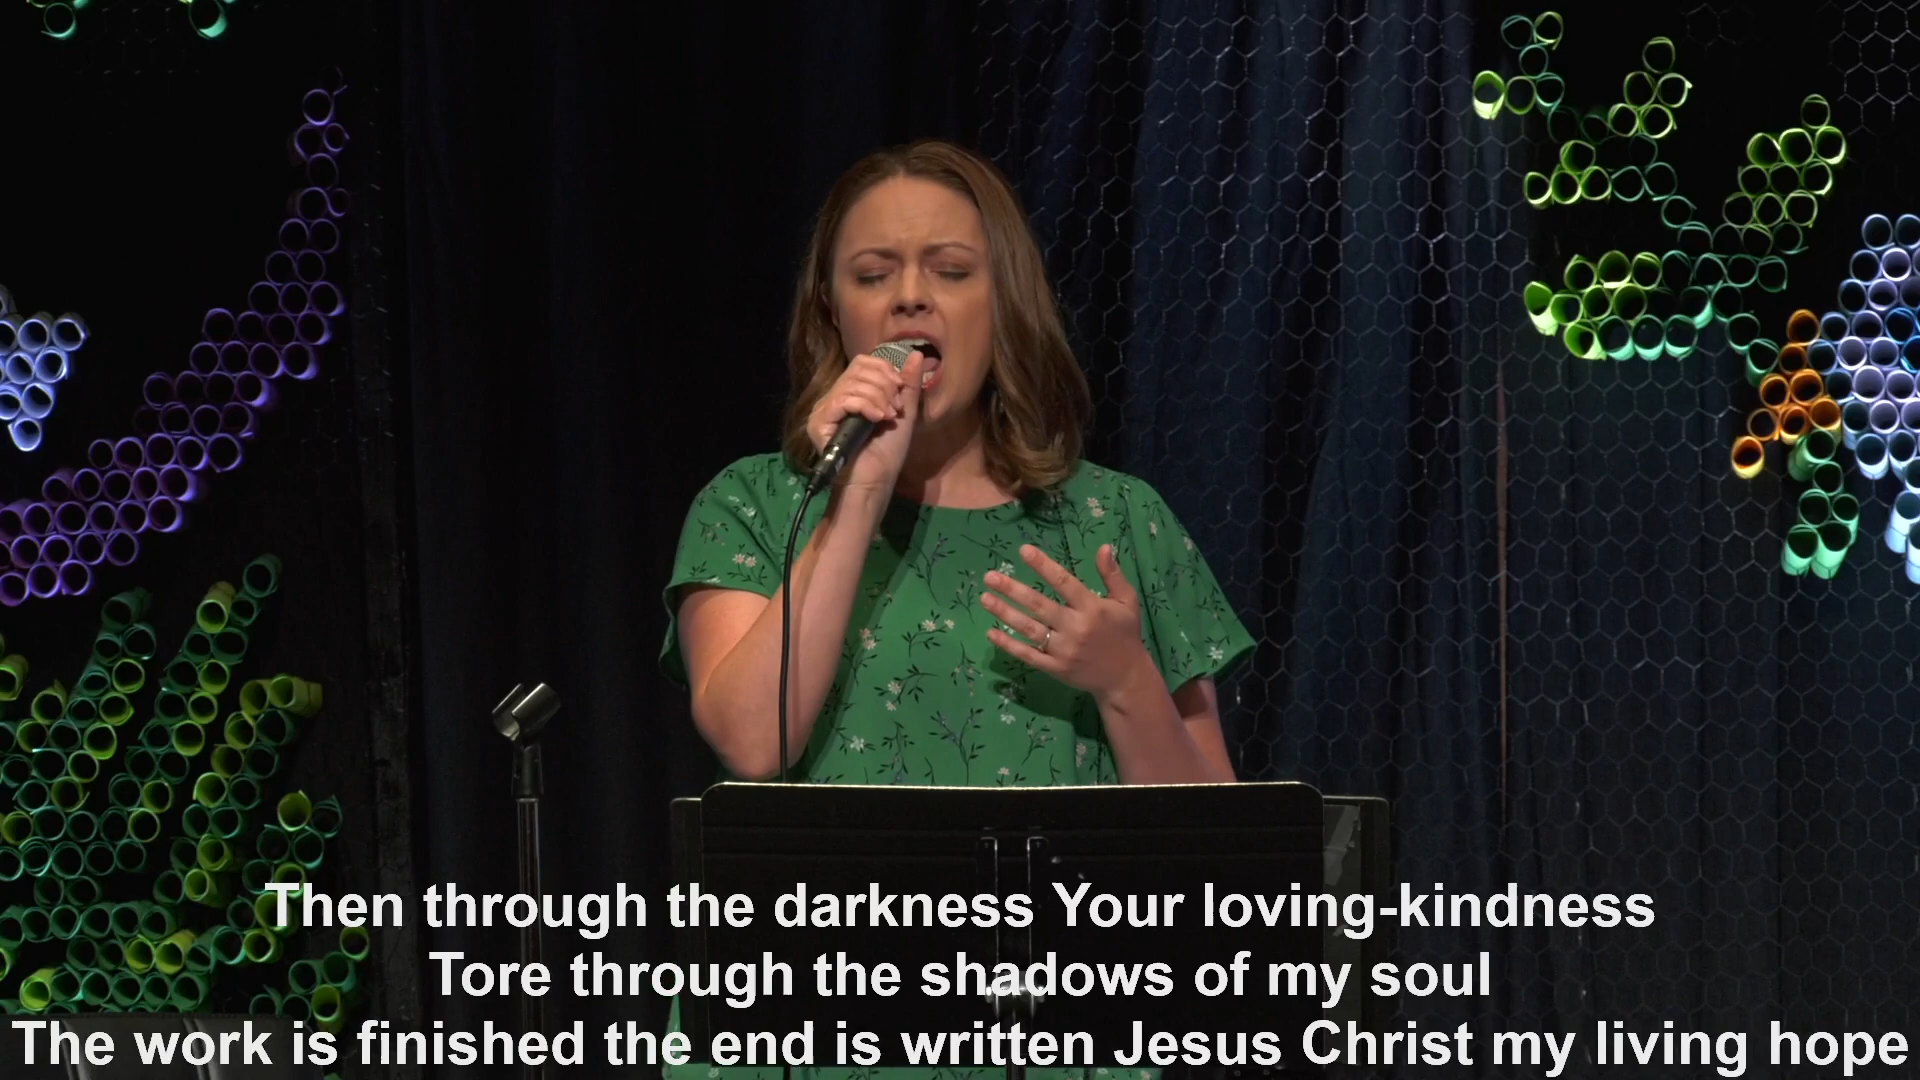 Then through the darkness Your loving-kindness
Tore through the shadows of my soul
The work is finished the end is written Jesus Christ my living hope